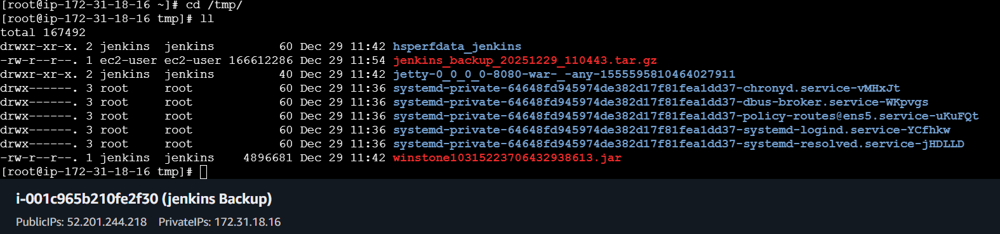 [root@ip-172-31-18-16 ~]# cd /tmp/
[root@ip-172-31-18-16 tmp]# ll
total 167492
drwxr-xr-x. 2 jenkins  jenkins         60 Dec 29 11:42 hsperfdata_jenkins
-rw-r--r--. 1 ec2-user ec2-user 166612286 Dec 29 11:54 jenkins_backup_20251229_110443.tar.gz
drwxr-xr-x. 2 jenkins  jenkins         40 Dec 29 11:42 jetty-0_0_0_0-8080-war-_-any-1555595810464027911
drwx------. 3 root     root            60 Dec 29 11:36 systemd-private-64648fd945974de382d17f81fea1dd37-chronyd.service-vMHxJt
drwx------. 3 root     root            60 Dec 29 11:36 systemd-private-64648fd945974de382d17f81fea1dd37-dbus-broker.service-WKpvgs
drwx------. 3 root     root            60 Dec 29 11:36 systemd-private-64648fd945974de382d17f81fea1dd37-policy-routes@ens5.service-uKuFQt
drwx------. 3 root     root            60 Dec 29 11:36 systemd-private-64648fd945974de382d17f81fea1dd37-systemd-logind.service-YCfhkw
drwx------. 3 root     root            60 Dec 29 11:36 systemd-private-64648fd945974de382d17f81fea1dd37-systemd-resolved.service-jHDLLD
-rw-r--r--. 1 jenkins  jenkins    4896681 Dec 29 11:42 winstone10315223706432938613.jar
[root@ip-172-31-18-16 tmp]#
i-001c965b210fe2f30 (jenkins Backup)
PublicIPs: 52.201.244.218 PrivateIPs: 172.31.18.16